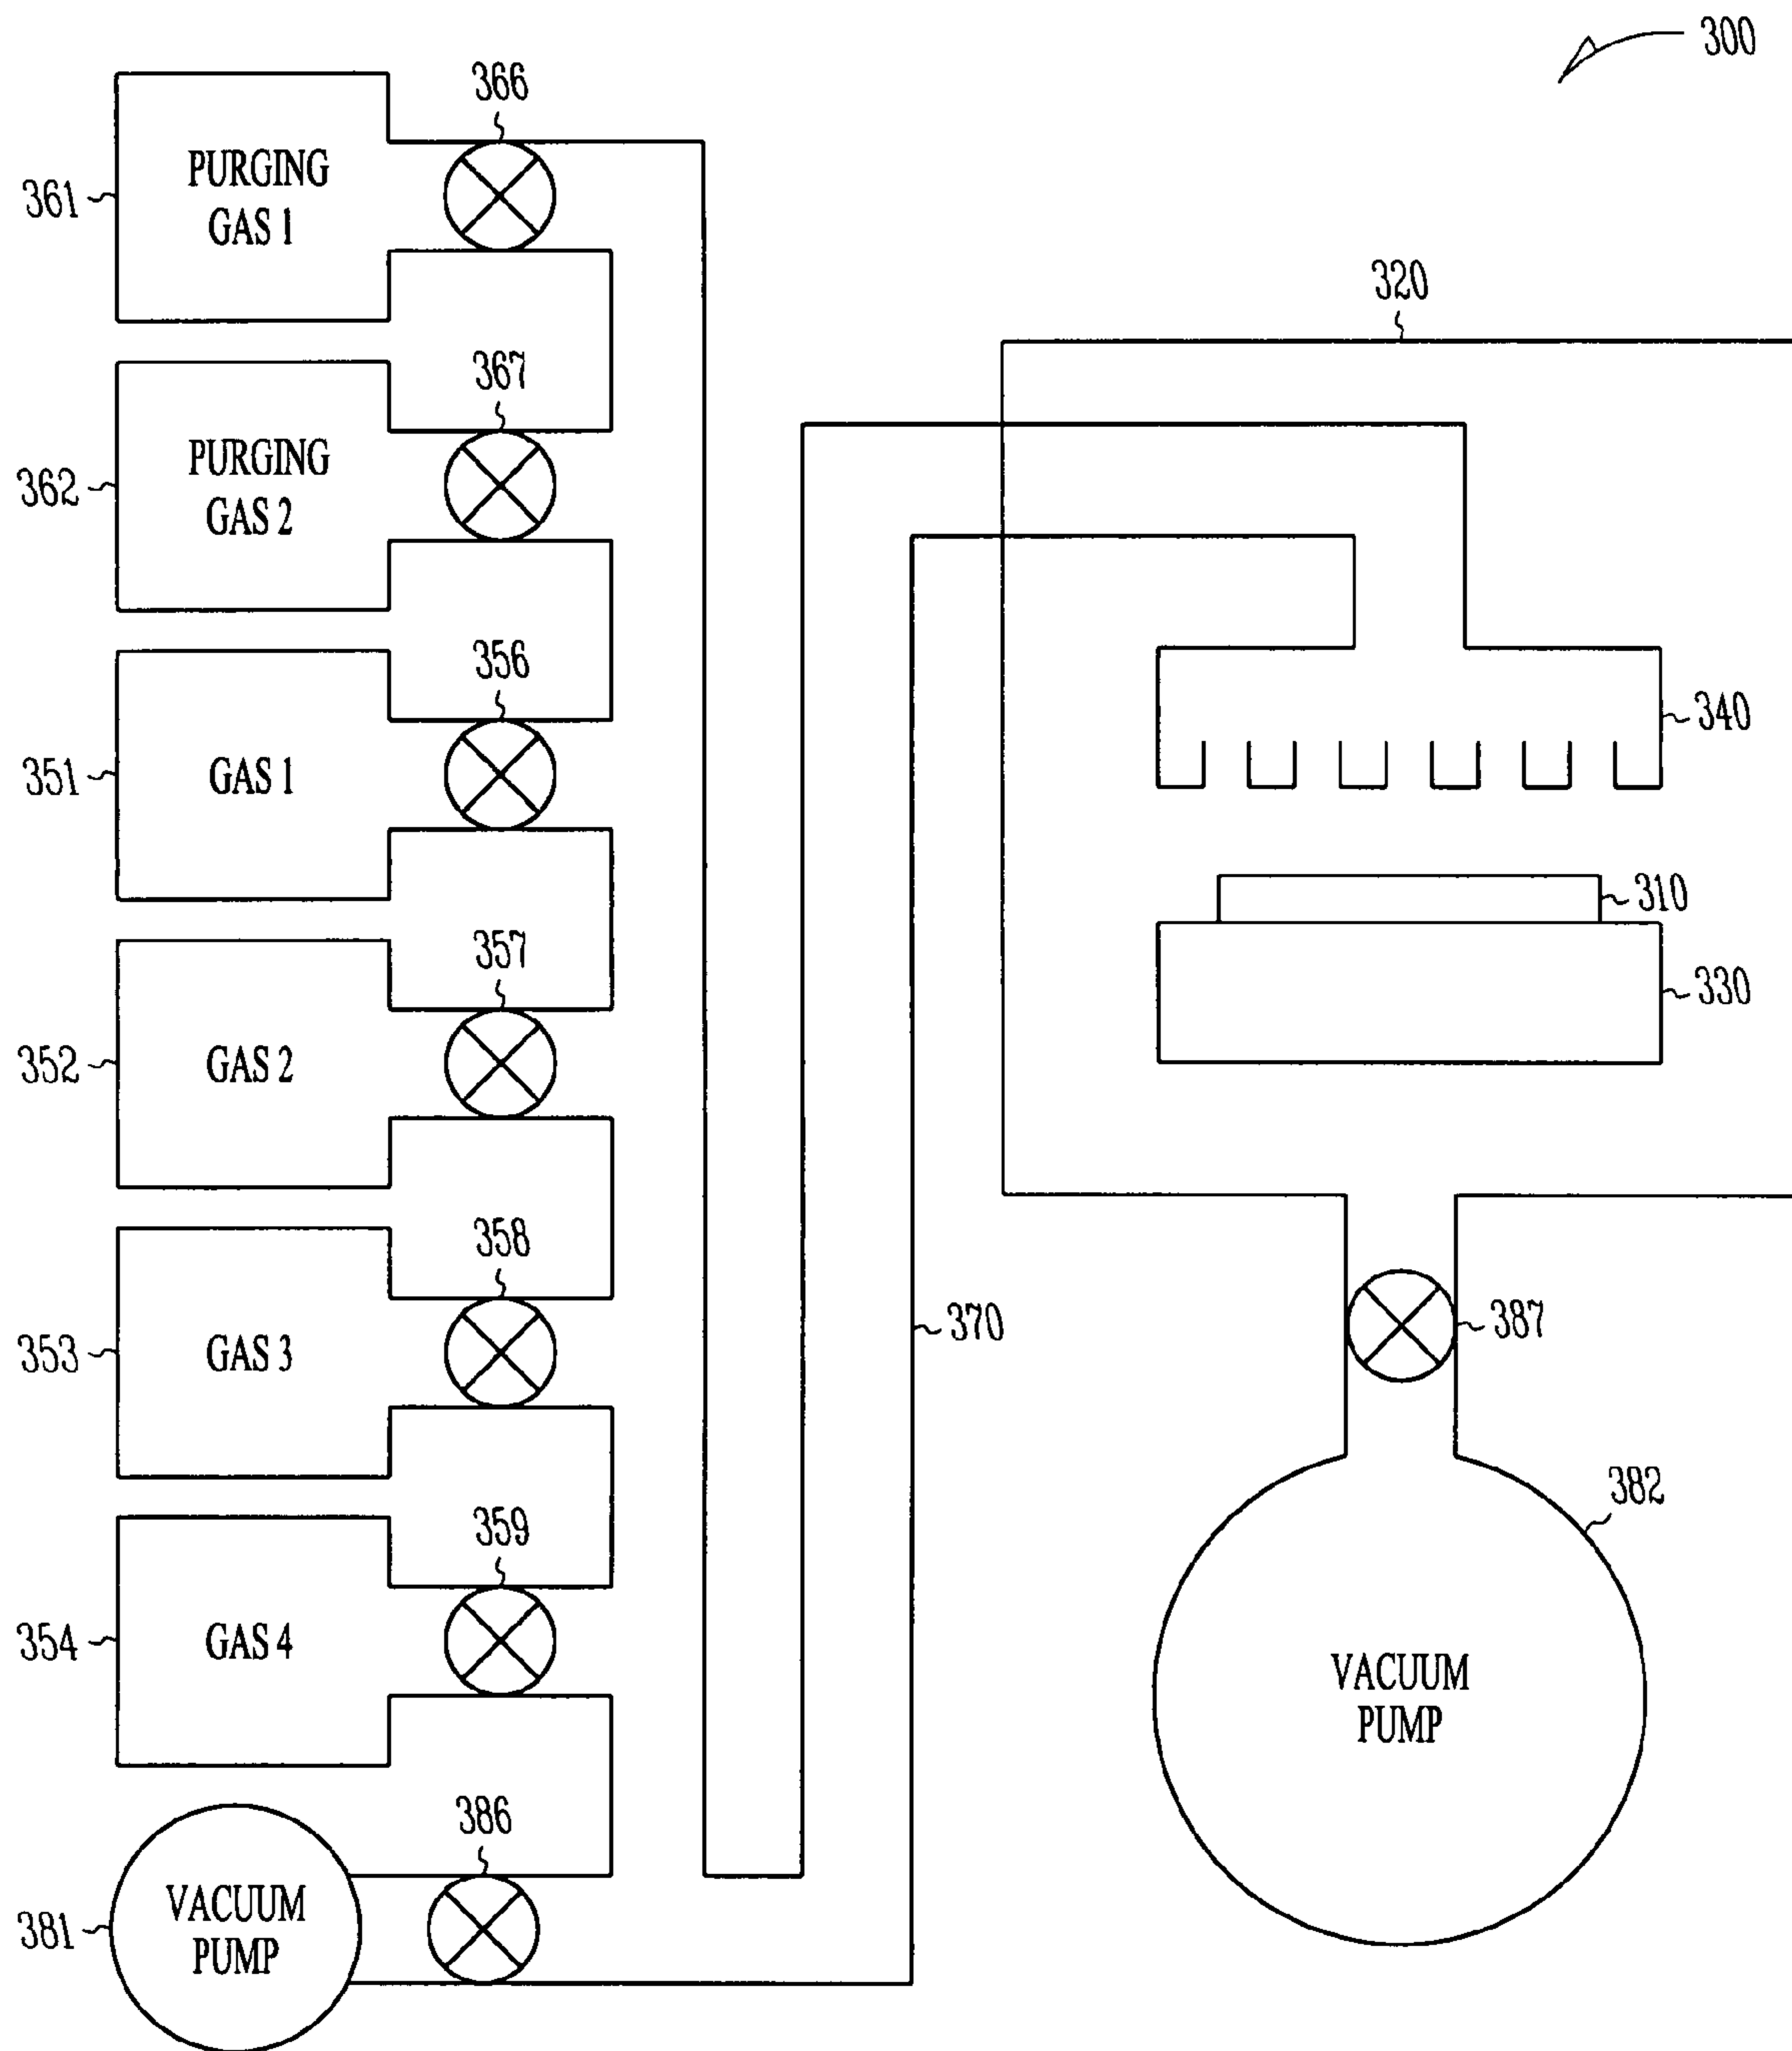 300
366
PURGING
GAS 1
361
320
367
PURGING
GAS 2
362
356
340
GAS 1
351
310
357
330
GAS 2
352
358
370
387
GAS 3
353
382
359
GAS 4
354
VACUUM
PUMP
386
VACUUM
PUMP
381